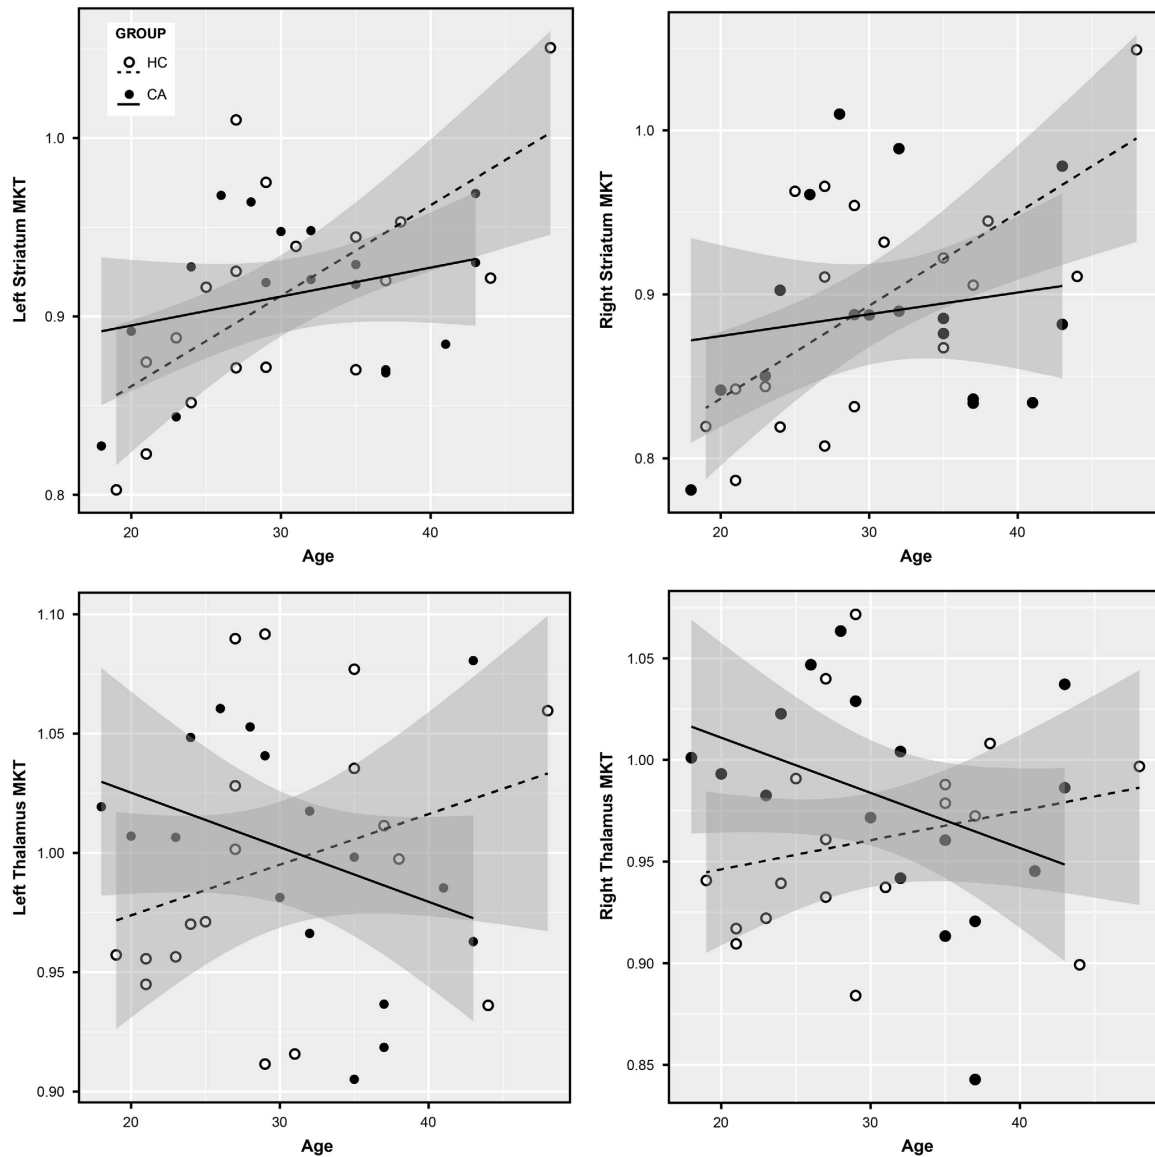 GROUP
HC
CA
Left Striatum MKT
1.0
0.9
0.8
20 30 40
Age
Right Striatum MKT
1.0
0.9
0.8
20 30 40
Age
Left Thalamus MKT
1.10
1.05
1.00
0.95
0.90
20 30 40
Age
Right Thalamus MKT
1.05
1.00
0.95
0.90
0.85
20 30 40
Age